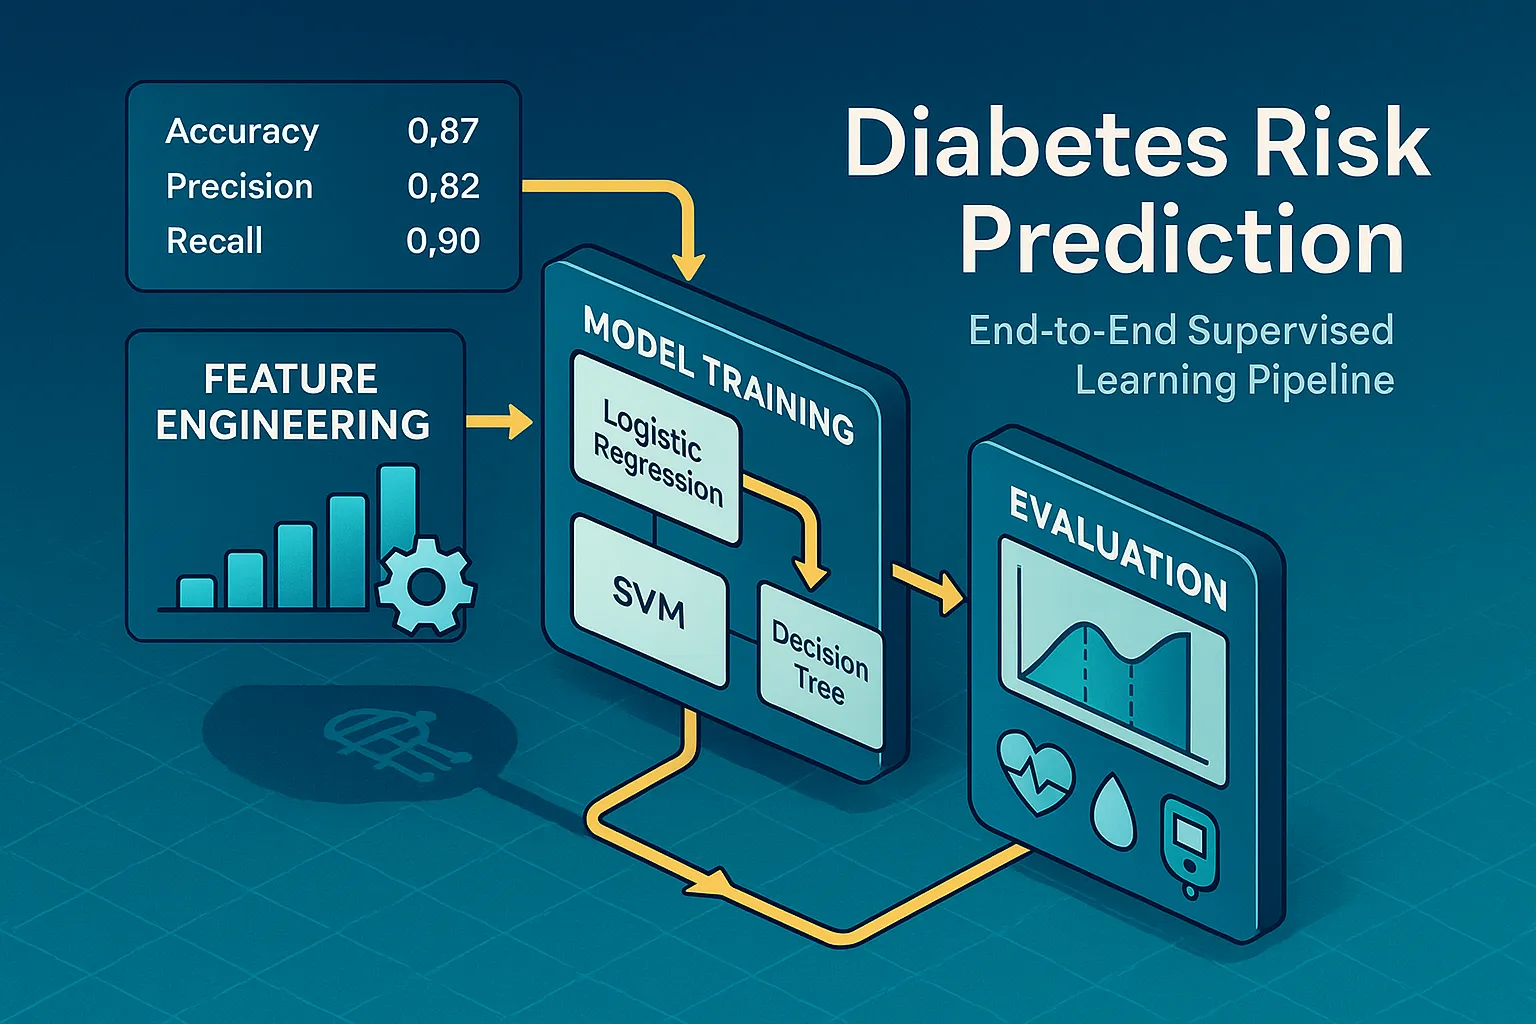 Accuracy 0,87
Precision 0,82
Recall 0,90
Diabetes Risk
Prediction
End-to-End Supervised
Learning Pipeline
FEATURE
ENGINEERING
MODEL TRAINING
Logistic
Regression
SVM
Decision
Tree
EVALUATION